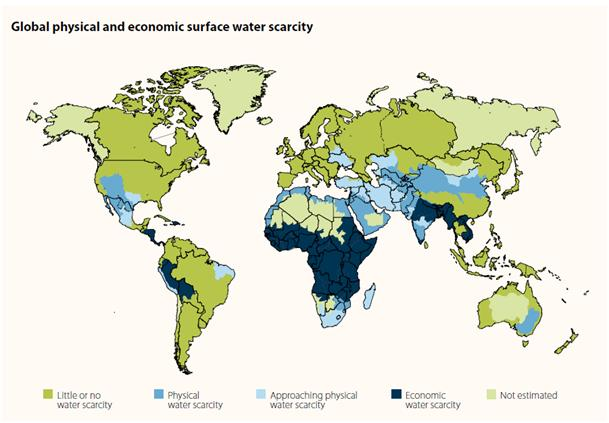 Global physical and economic surface water scarcity
Little or no
water scarcity
Physical
water scarcity
Approaching physical
water scarcity
Economic
water scarcity
Not estimated